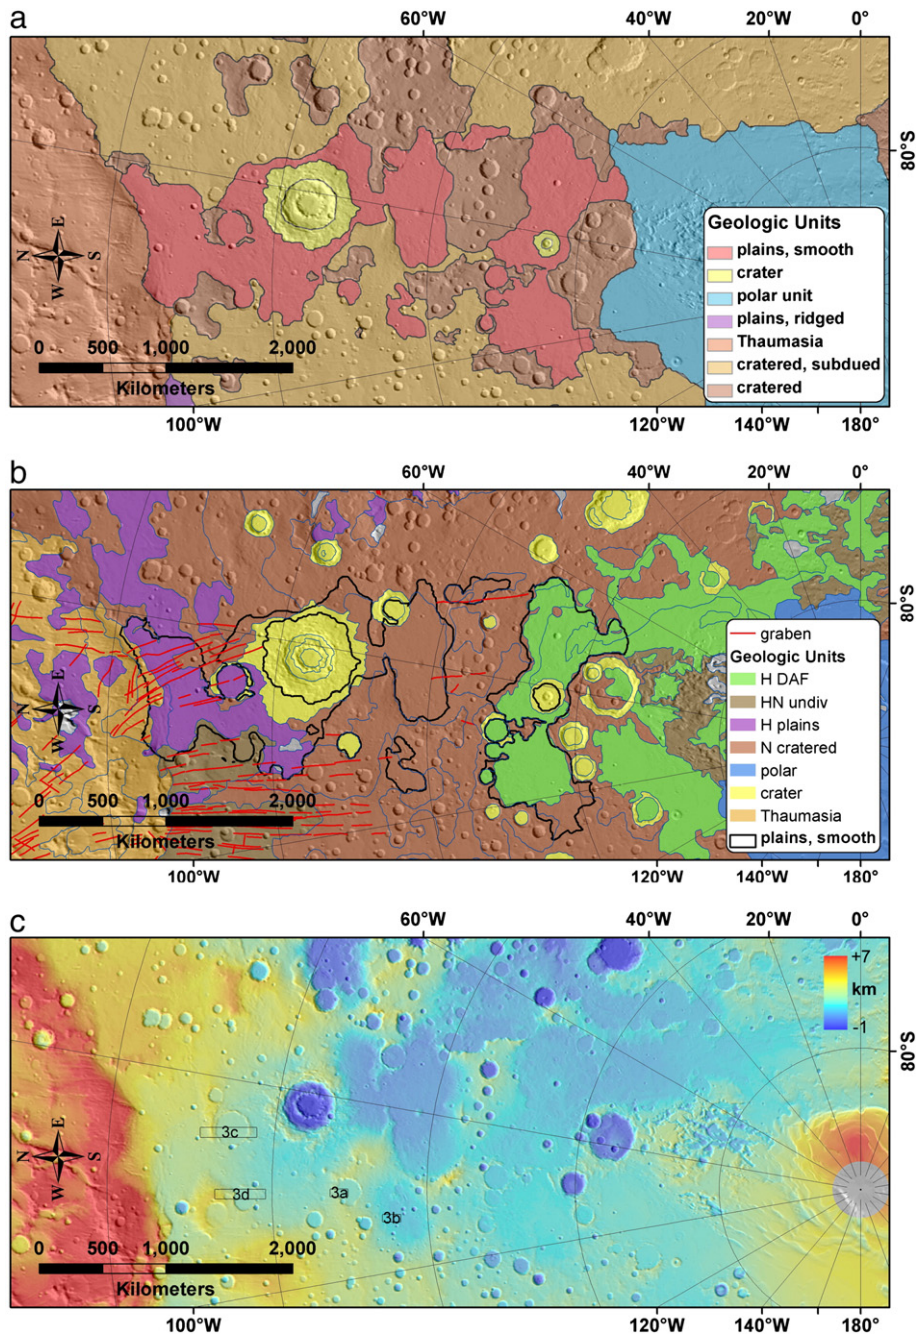 a
60°W 40°W 20°W 0°
80°S
N E S W
Geologic Units
plains, smooth
crater
polar unit
plains, ridged
Thaumasia
cratered, subdued
cratered
0 500 1,000 2,000
Kilometers
100°W 120°W 140°W 180°
b
60°W 40°W 20°W 0°
80°S
N E S W
graben
Geologic Units
H DAF
HN undiv
H plains
N cratered
polar
crater
Thaumasia
plains, smooth
0 500 1,000 2,000
Kilometers
100°W 120°W 140°W 180°
c
60°W 40°W 20°W 0°
+7
km
-1
80°S
3c
N E S W
3d 3a
3b
0 500 1,000 2,000
Kilometers
100°W 120°W 140°W 180°